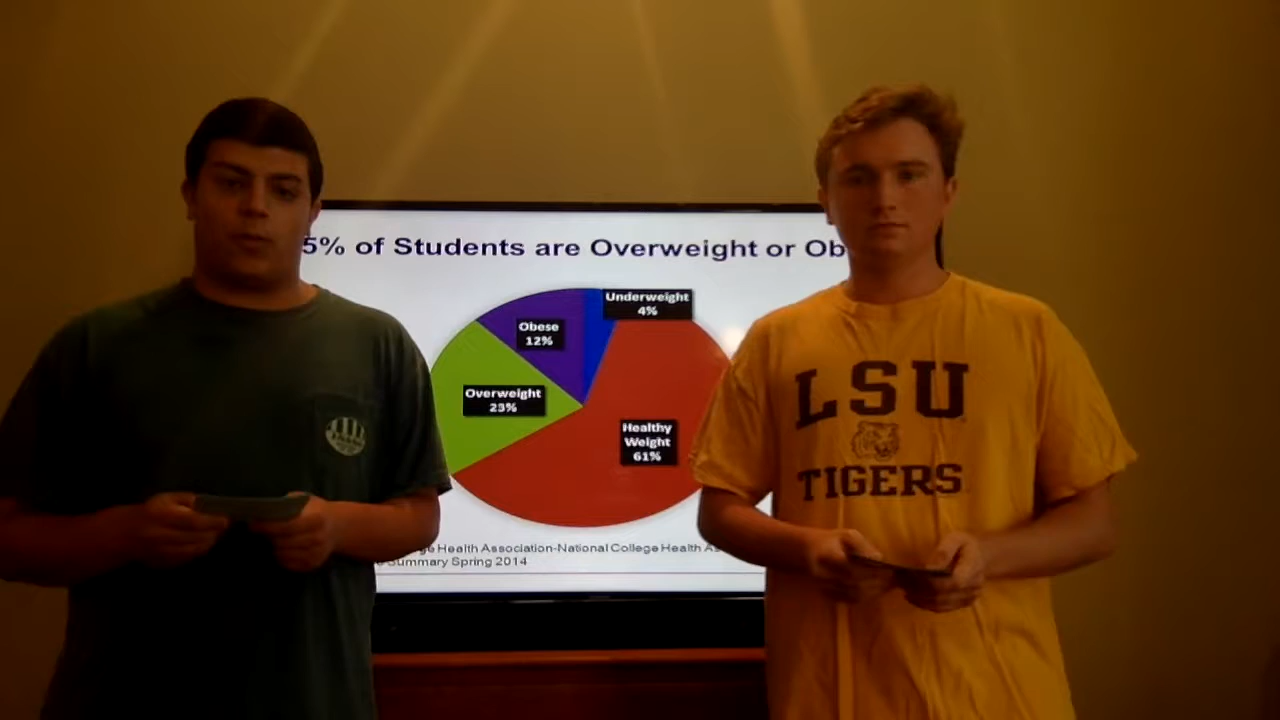 5% of Students are Overweight or Ob
Underweight
4%
Obese
12%
Overweight
23%
Healthy
Weight
61%
ge Health Association-National College Health As
Summary Spring 2014
LSU
TIGERS